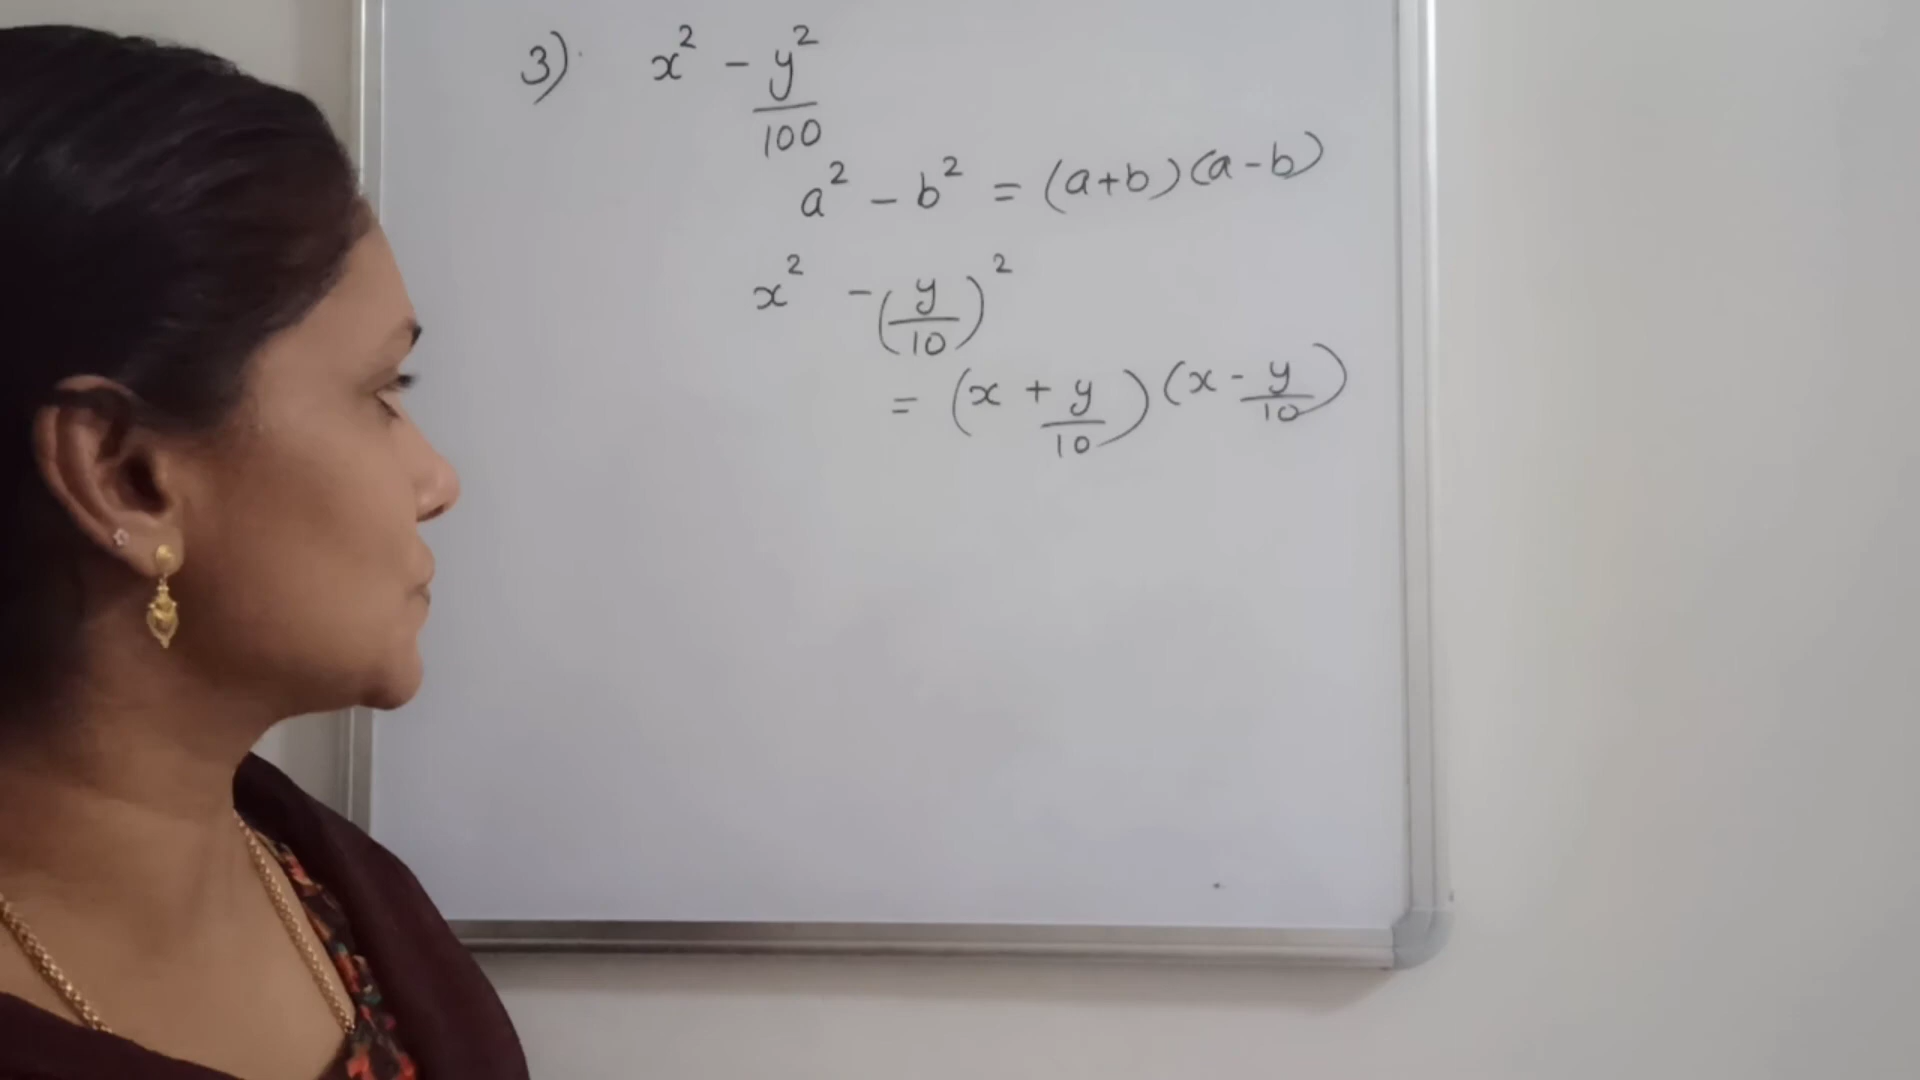 3) x² - y²/100
a² - b² = (a+b)(a-b)
x² - (y/10)²
= (x + y/10)(x - y/10)